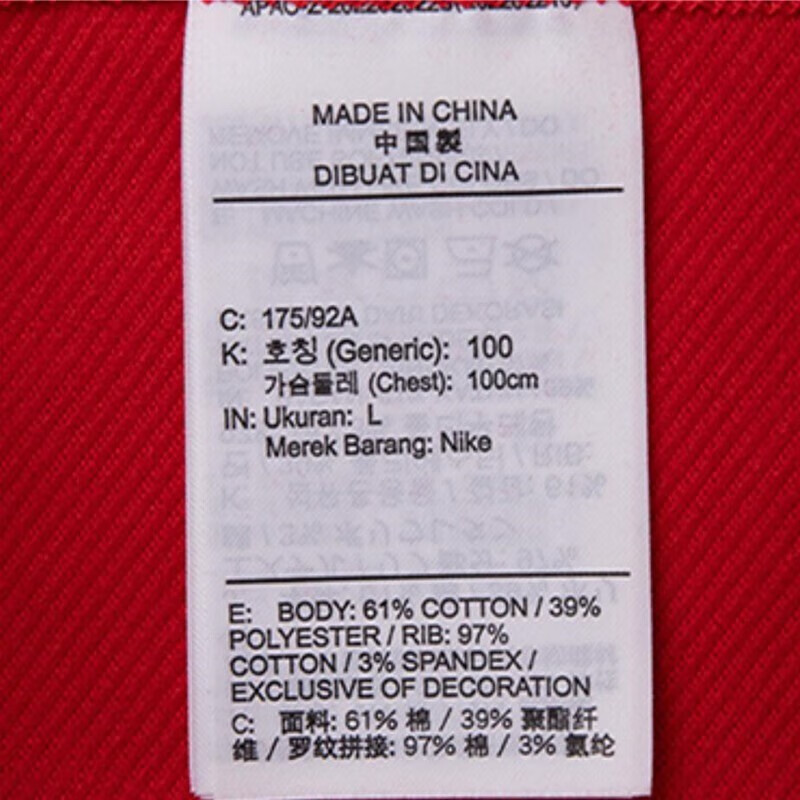 MADE IN CHINA
中国製
DIBUAT DI CINA
C: 175/92A
K: 호칭 (Generic): 100
가슴둘레 (Chest): 100cm
IN: Ukuran: L
Merek Barang: Nike
E: BODY: 61% COTTON / 39%
POLYESTER / RIB: 97%
COTTON / 3% SPANDEX /
EXCLUSIVE OF DECORATION
C: 面料: 61% 棉 / 39% 聚酯纤
维 / 罗纹拼接: 97% 棉 / 3% 氨纶